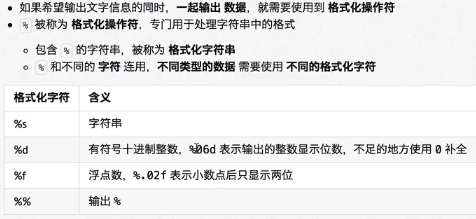 如果希望输出文字信息的同时，一起输出 数据，就需要使用到 格式化操作符
% 被称为 格式化操作符，专门用于处理字符串中的格式
包含 % 的字符串，被称为 格式化字符串
% 和不同的 字符 连用，不同类型的数据 需要使用 不同的格式化字符
格式化字符 含义
%s 字符串
%d 有符号十进制整数，%06d 表示输出的整数显示位数，不足的地方使用 0 补全
%f 浮点数，%.02f 表示小数点后只显示两位
%% 输出 %